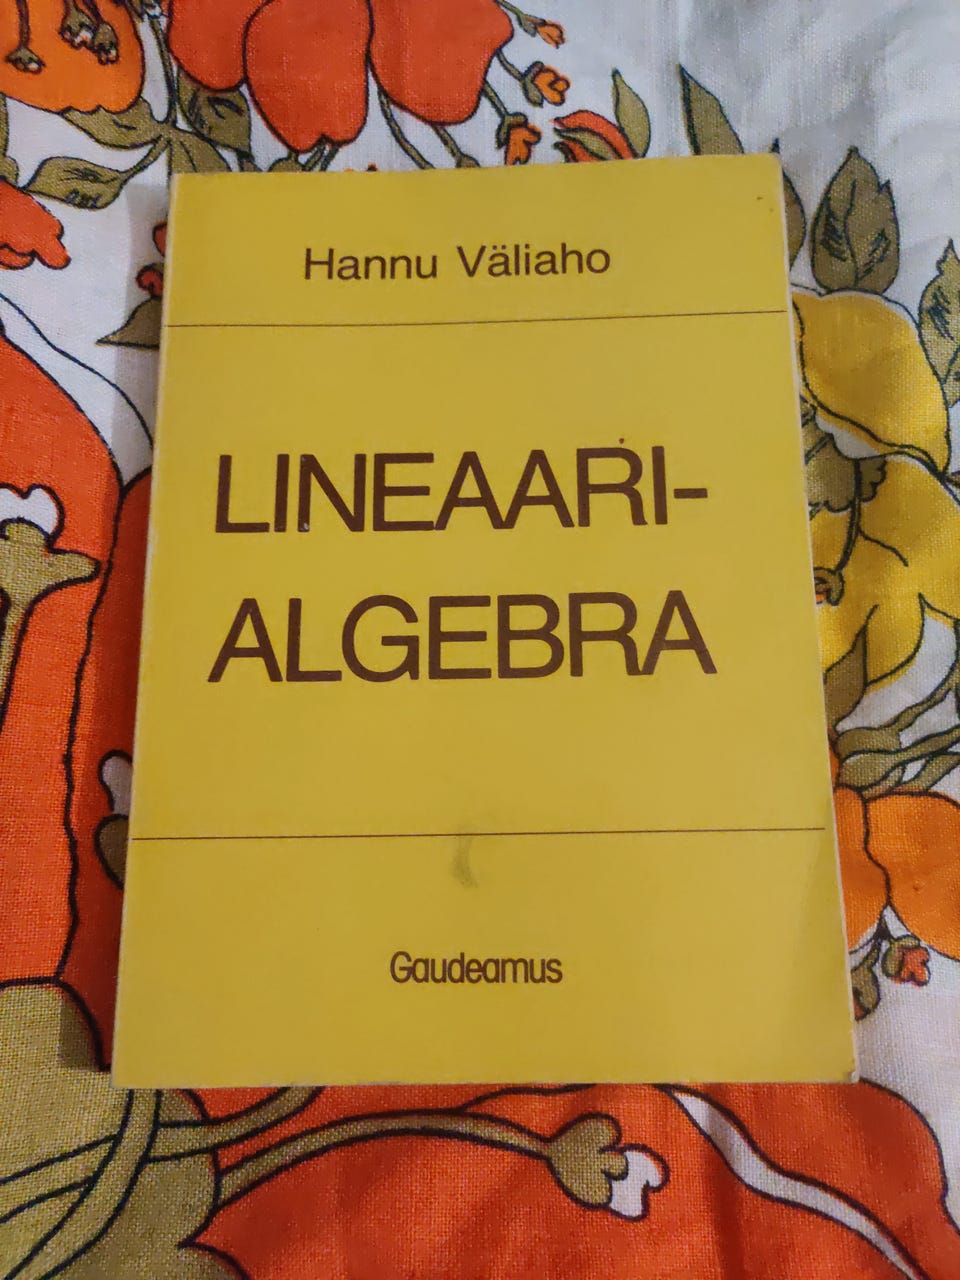 Hannu Väliaho
LINEAARI-
ALGEBRA
Gaudeamus